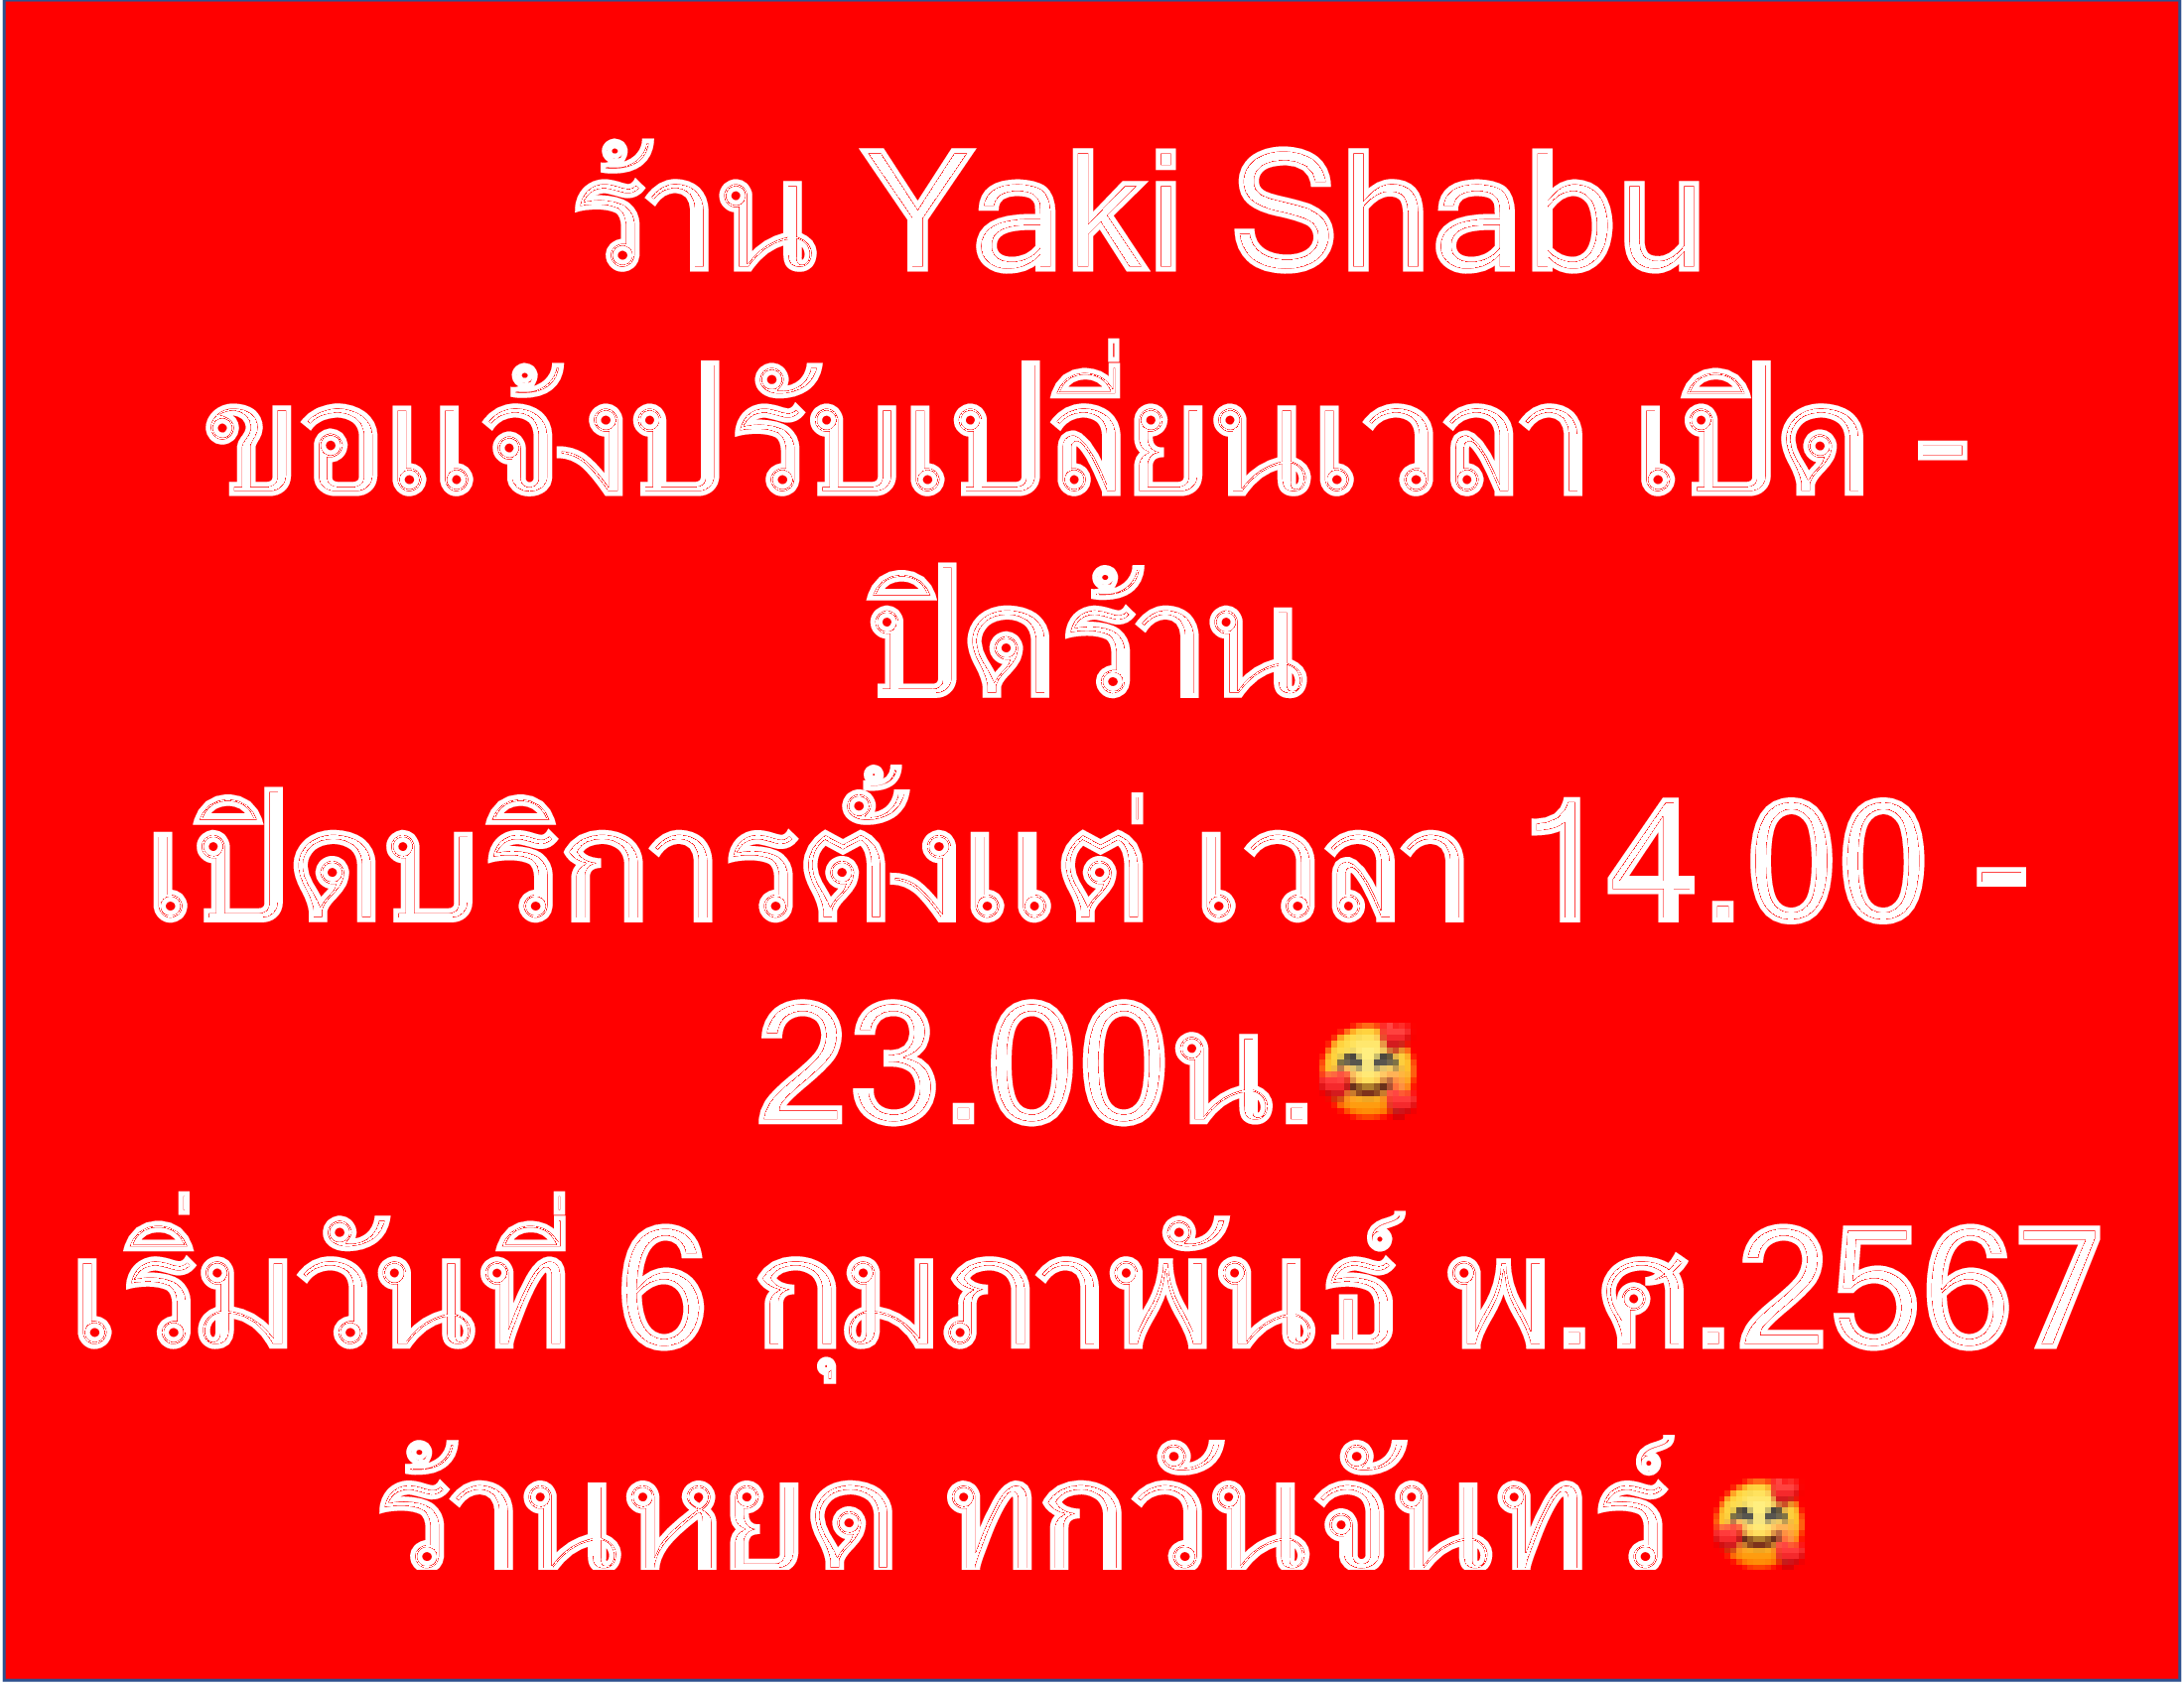 ร้าน Yaki Shabu
ขอแจ้งปรับเปลี่ยนเวลา เปิด -
ปิดร้าน
เปิดบริการตั้งแต่ เวลา 14.00 -
23.00น.🥰
เริ่มวันที่ 6 กุมภาพันธ์ พ.ศ.2567
ร้านหยุด ทุกวันจันทร์ 🥰